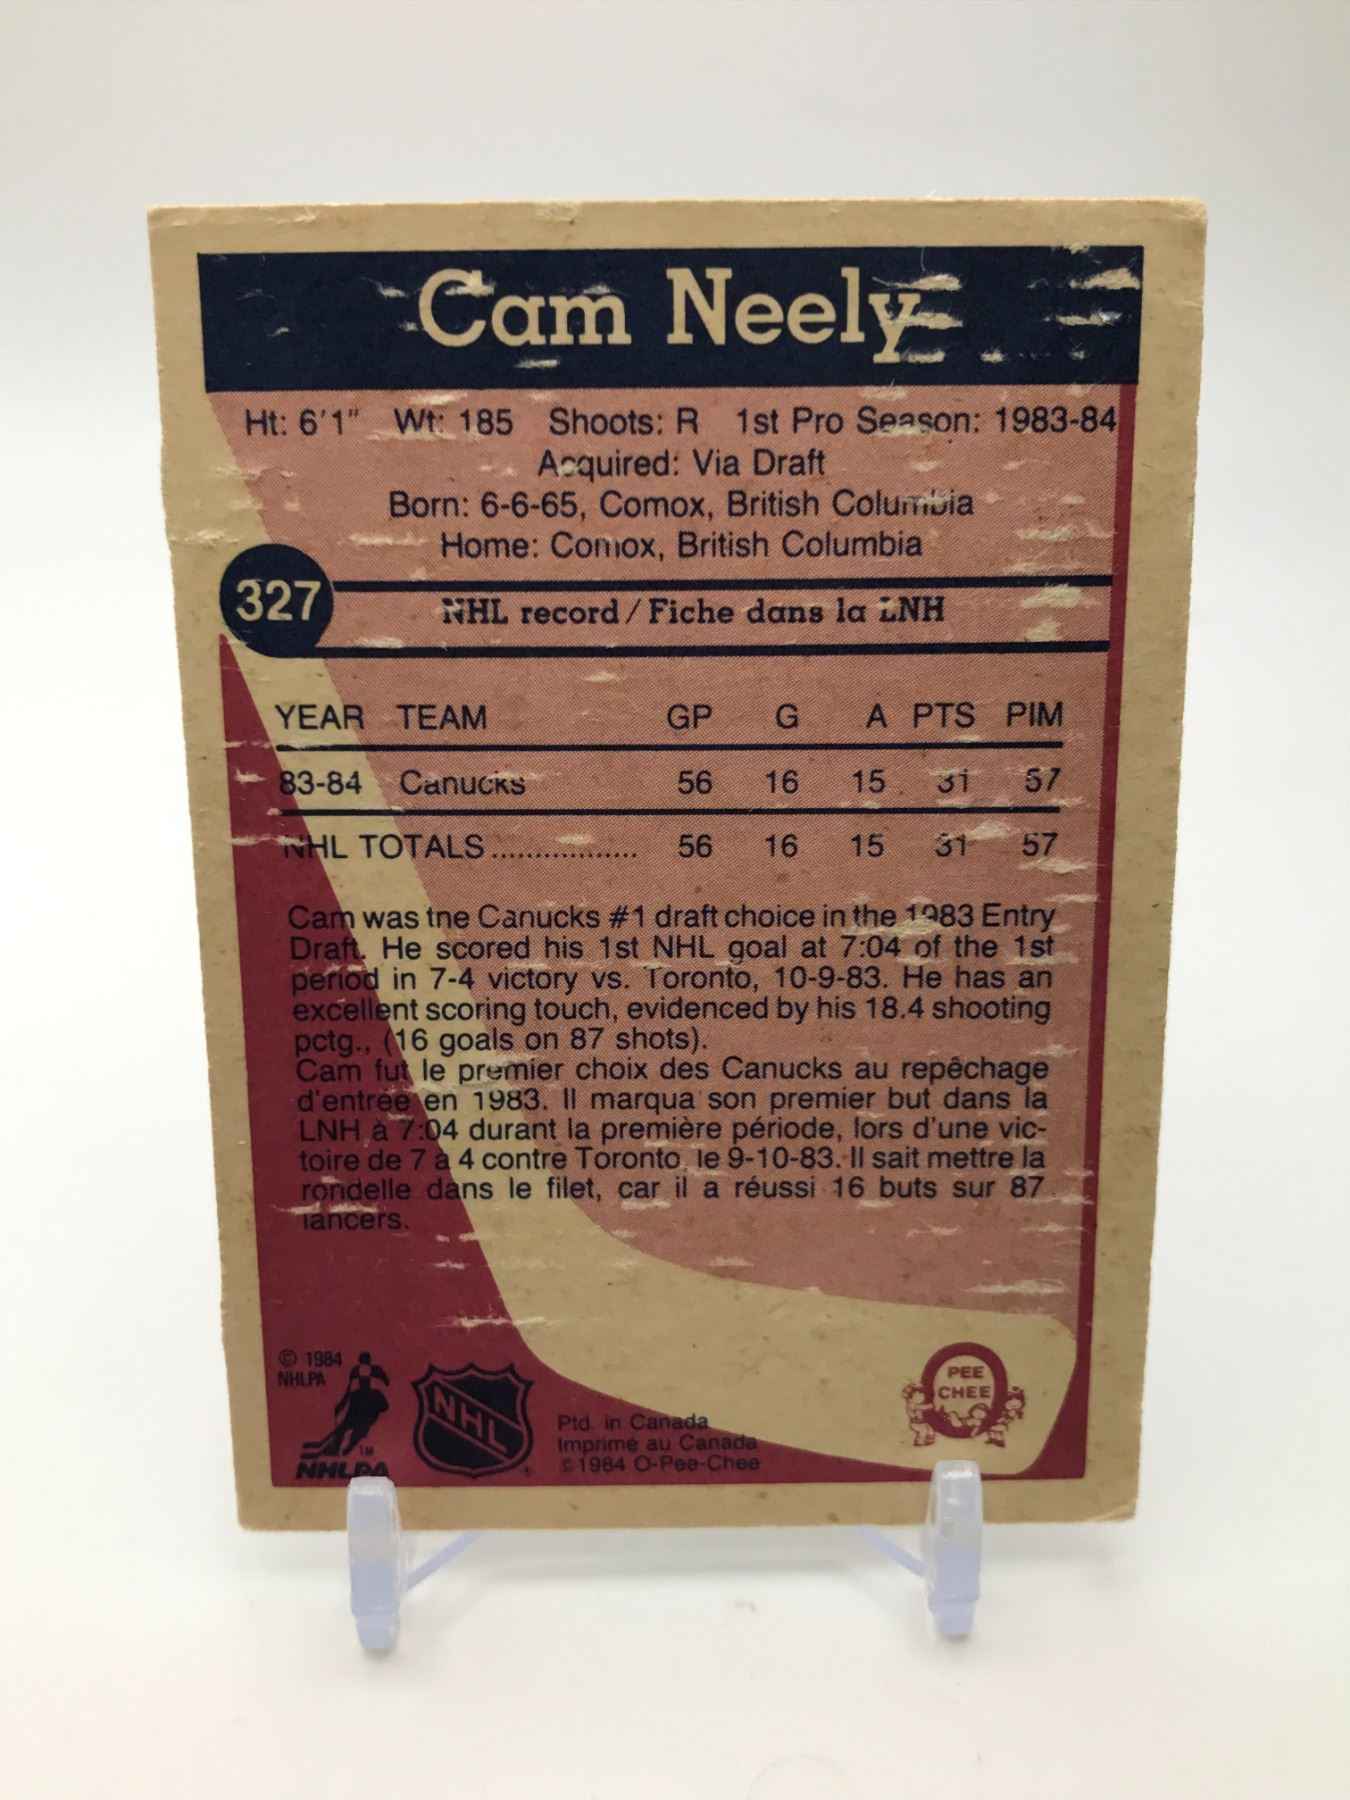 Cam Neely
Ht: 6'1" Wt: 185 Shoots: R 1st Pro Season: 1983-84
Acquired: Via Draft
Born: 6-6-65, Comox, British Columbia
Home: Comox, British Columbia
327
NHL record / Fiche dans la LNH
YEAR TEAM GP G A PTS PIM
83-84 Canucks 56 16 15 31 57
NHL TOTALS.................. 56 16 15 31 57
Cam was the Canucks #1 draft choice in the 1983 Entry
Draft. He scored his 1st NHL goal at 7:04 of the 1st
period in 7-4 victory vs. Toronto, 10-9-83. He has an
excellent scoring touch, evidenced by his 18.4 shooting
pctg., (16 goals on 87 shots).
Cam fut le premier choix des Canucks au repêchage
d'entrée en 1983. Il marqua son premier but dans la
LNH à 7:04 durant la première période, lors d'une vic-
toire de 7 à 4 contre Toronto, le 9-10-83. Il sait mettre la
rondelle dans le filet, car il a réussi 16 buts sur 87
lancers.
© 1984
NHLPA
TM
NHLPA
NHL
Ptd. in Canada
Imprimé au Canada
© 1984 O-Pee-Chee
PEE
CHEE